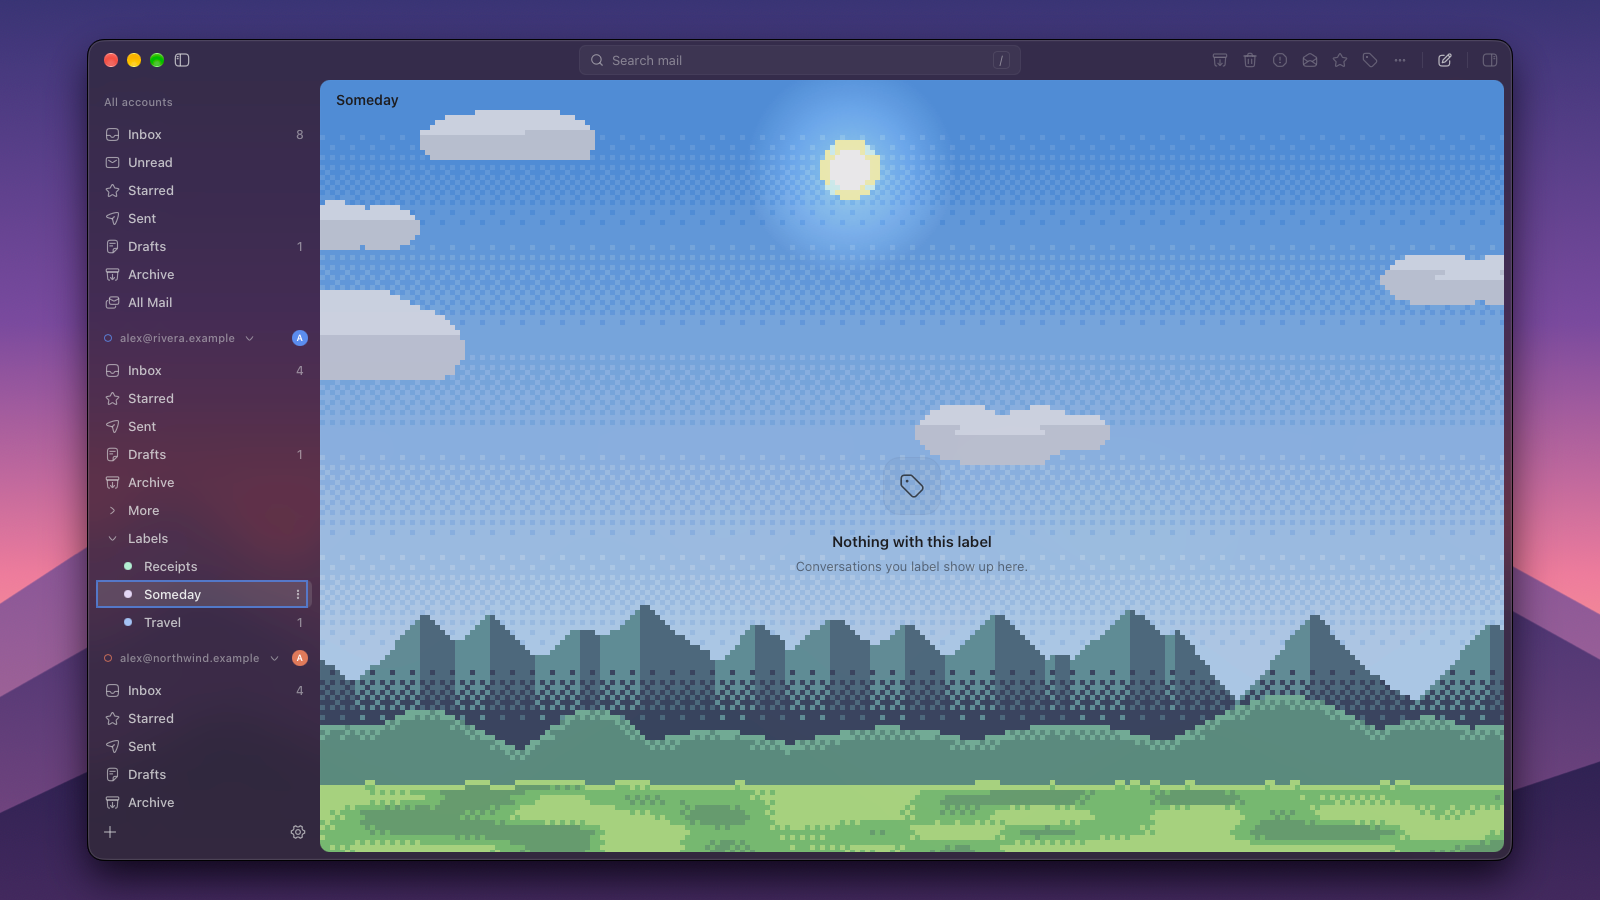 Search mail
/
All accounts
Inbox 8
Unread
Starred
Sent
Drafts 1
Archive
All Mail
alex@rivera.example A
Inbox 4
Starred
Sent
Drafts 1
Archive
More
Labels
Receipts
Someday
Travel 1
alex@northwind.example A
Inbox 4
Starred
Sent
Drafts
Archive
Someday
Nothing with this label
Conversations you label show up here.